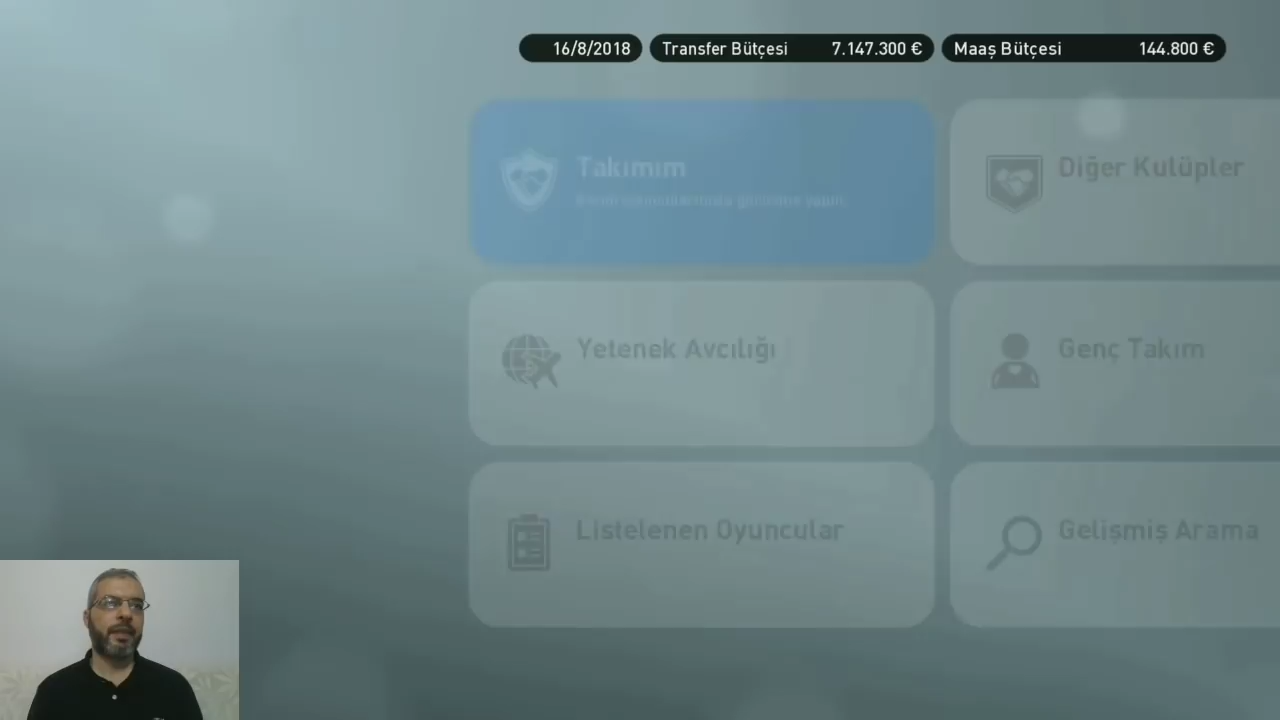 16/8/2018 Transfer Bütçesi 7.147.300 € Maaş Bütçesi 144.800 €
Takımım
Diğer Kulüpler
Yetenek Avcılığı
Genç Takım
Listelenen Oyuncular
Gelişmiş Arama